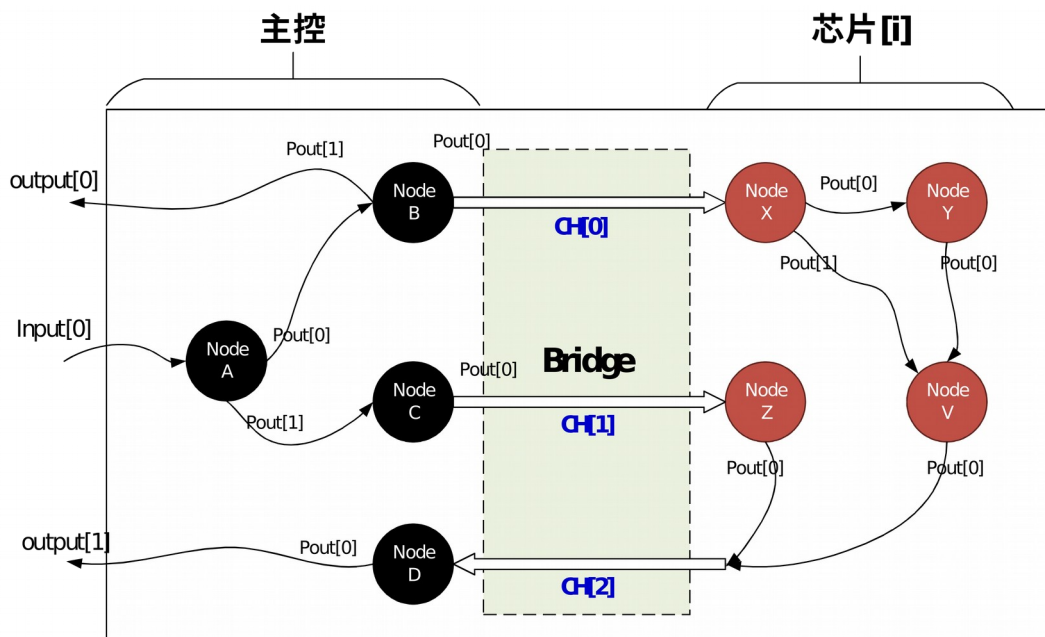 主控
芯片[i]
Pout[0]
Pout[1]
output[0]
Node
B
Node
X
Pout[0]
Node
Y
CH[0]
Pout[1]
Pout[0]
Input[0]
Pout[0]
Node
A
Bridge
Pout[0]
Node
C
Node
Z
Node
V
Pout[1]
CH[1]
Pout[0]
Pout[0]
output[1]
Pout[0]
Node
D
CH[2]